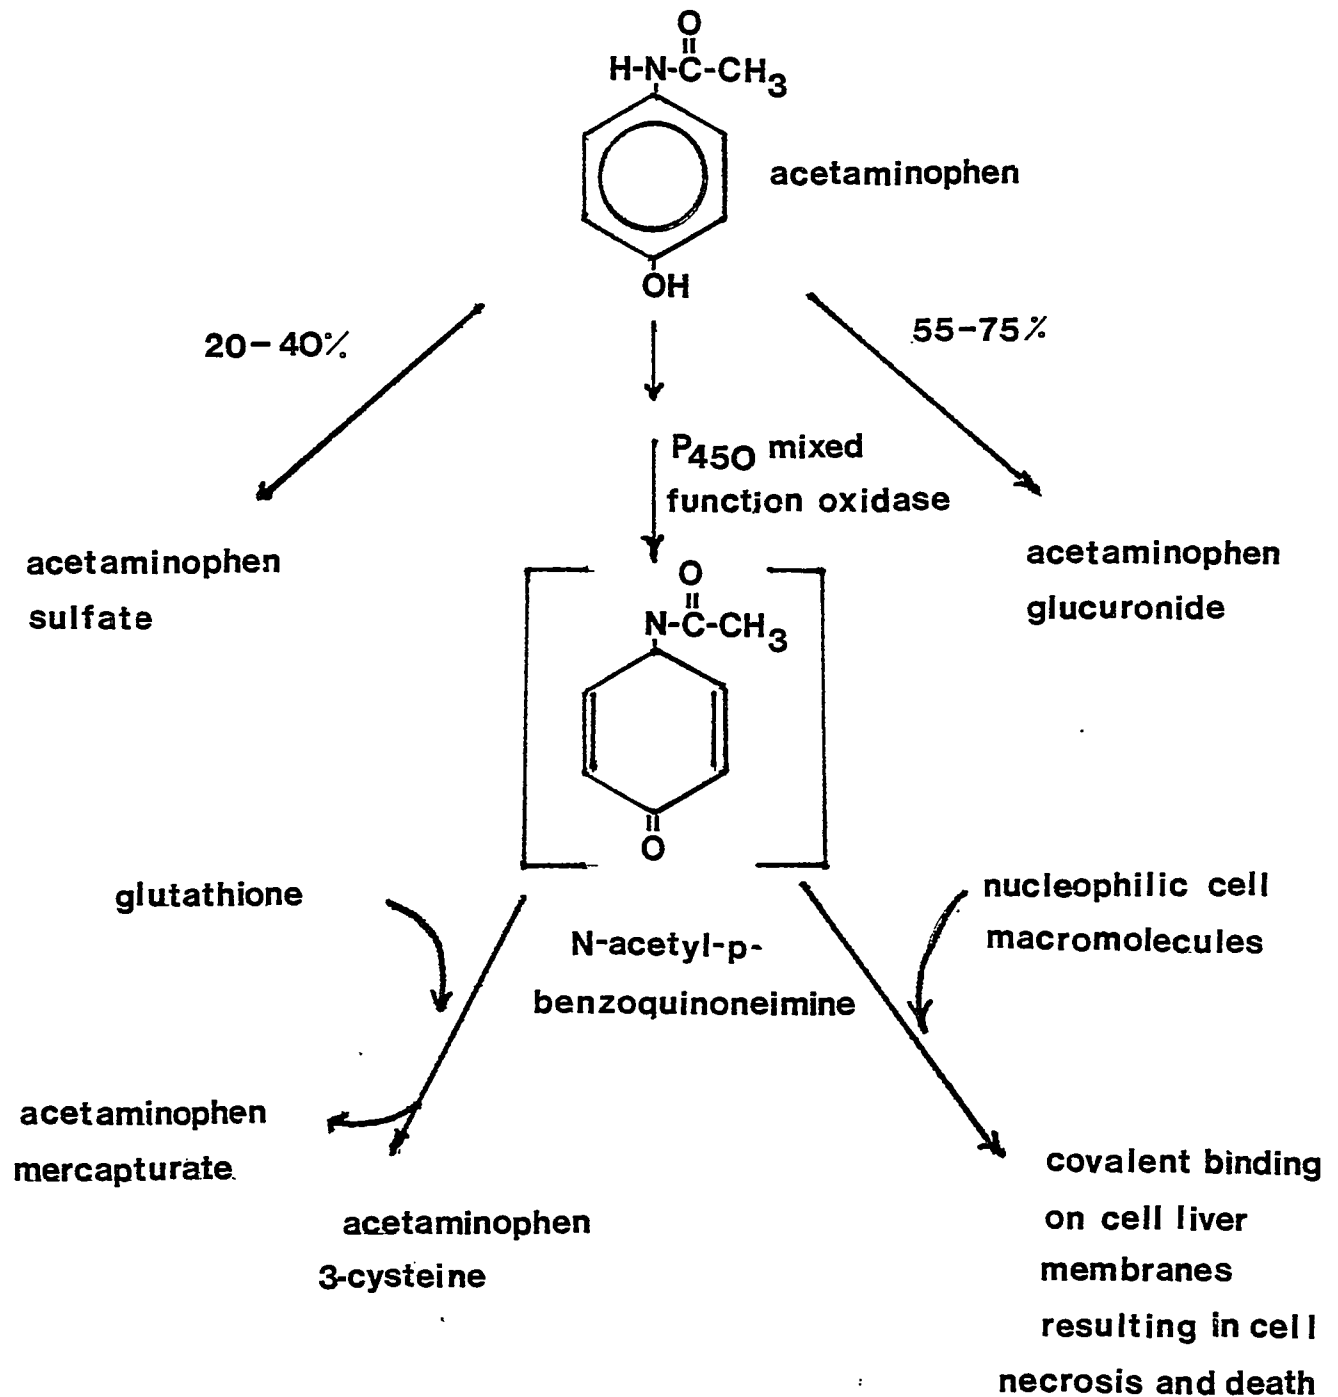 O
H-N-C-CH3
acetaminophen
OH
20-40%
55-75%
P450 mixed
function oxidase
acetaminophen
sulfate
acetaminophen
glucuronide
O
N-C-CH3
O
glutathione
nucleophilic cell
macromolecules
N-acetyl-p-
benzoquinoneimine
acetaminophen
mercapturate
acetaminophen
3-cysteine
covalent binding
on cell liver
membranes
resulting in cell
necrosis and death